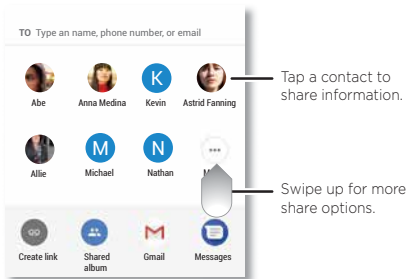 TO Type an name, phone number, or email
Abe Anna Medina Kevin Astrid Fanning
K
Tap a contact to
share information.
M N
Allie Michael Nathan
Swipe up for more
share options.
Create link Shared album Gmail Messages